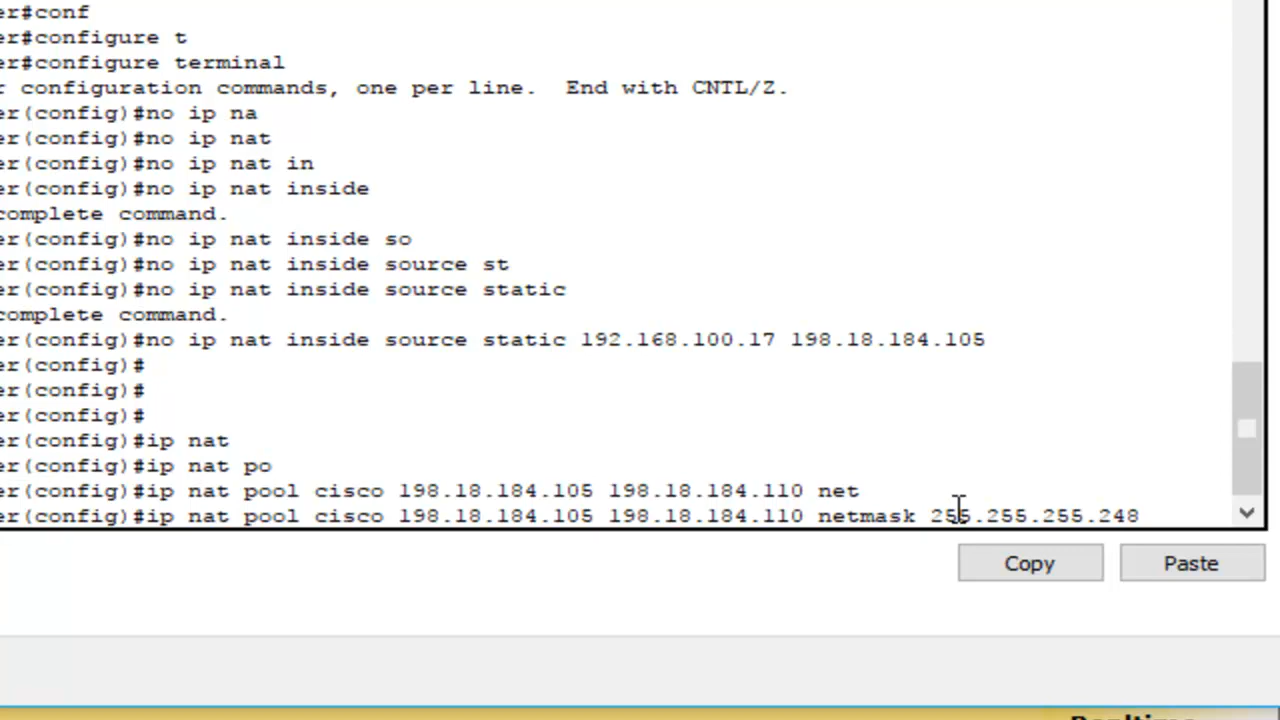 er#conf
er#configure t
er#configure terminal
r configuration commands, one per line.  End with CNTL/Z.
er(config)#no ip na
er(config)#no ip nat
er(config)#no ip nat in
er(config)#no ip nat inside
complete command.
er(config)#no ip nat inside so
er(config)#no ip nat inside source st
er(config)#no ip nat inside source static
complete command.
er(config)#no ip nat inside source static 192.168.100.17 198.18.184.105
er(config)#
er(config)#
er(config)#
er(config)#ip nat
er(config)#ip nat po
er(config)#ip nat pool cisco 198.18.184.105 198.18.184.110 net
er(config)#ip nat pool cisco 198.18.184.105 198.18.184.110 netmask 255.255.255.248
Copy
Paste
Realtime